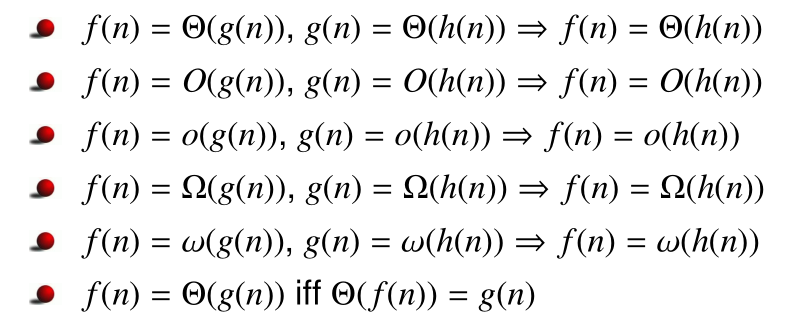 f(n) = Θ(g(n)), g(n) = Θ(h(n)) ⇒ f(n) = Θ(h(n))
f(n) = O(g(n)), g(n) = O(h(n)) ⇒ f(n) = O(h(n))
f(n) = o(g(n)), g(n) = o(h(n)) ⇒ f(n) = o(h(n))
f(n) = Ω(g(n)), g(n) = Ω(h(n)) ⇒ f(n) = Ω(h(n))
f(n) = ω(g(n)), g(n) = ω(h(n)) ⇒ f(n) = ω(h(n))
f(n) = Θ(g(n)) iff Θ(f(n)) = g(n)